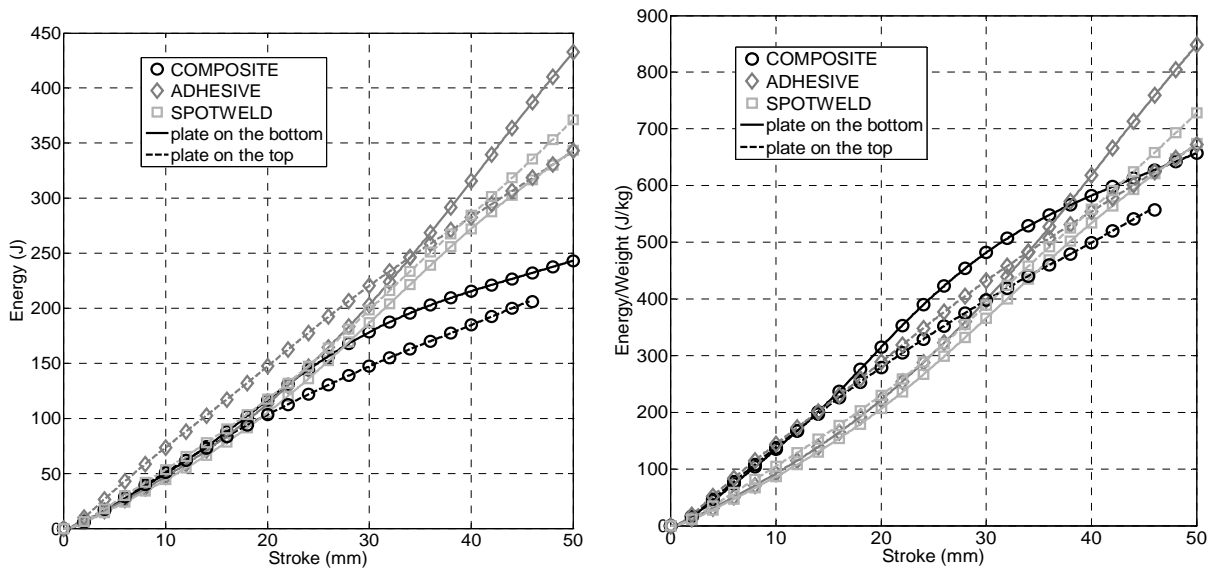 450
400
350
300
250
200
150
100
50
0
Energy (J)
COMPOSITE
ADHESIVE
SPOTWELD
plate on the bottom
plate on the top
0 10 20 30 40 50
Stroke (mm)
900
800
700
600
500
400
300
200
100
0
Energy/Weight (J/kg)
COMPOSITE
ADHESIVE
SPOTWELD
plate on the bottom
plate on the top
0 10 20 30 40 50
Stroke (mm)